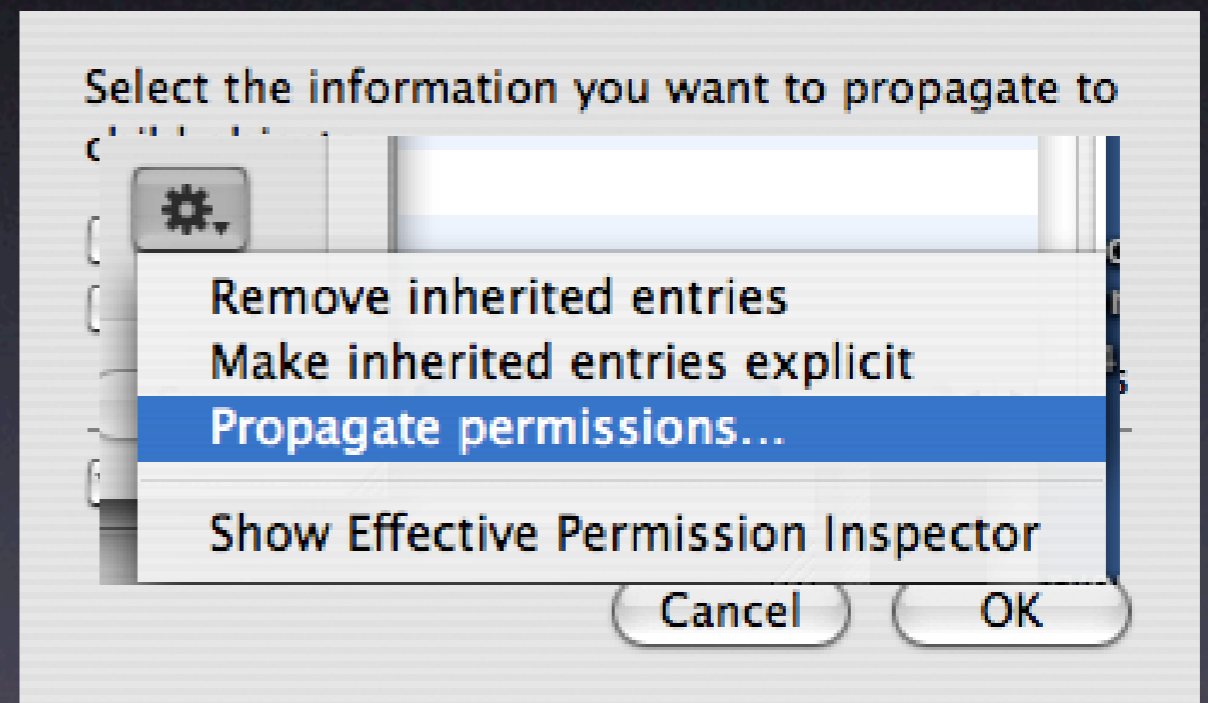 Select the information you want to propagate to
Remove inherited entries
Make inherited entries explicit
Propagate permissions...
Show Effective Permission Inspector
Cancel
OK